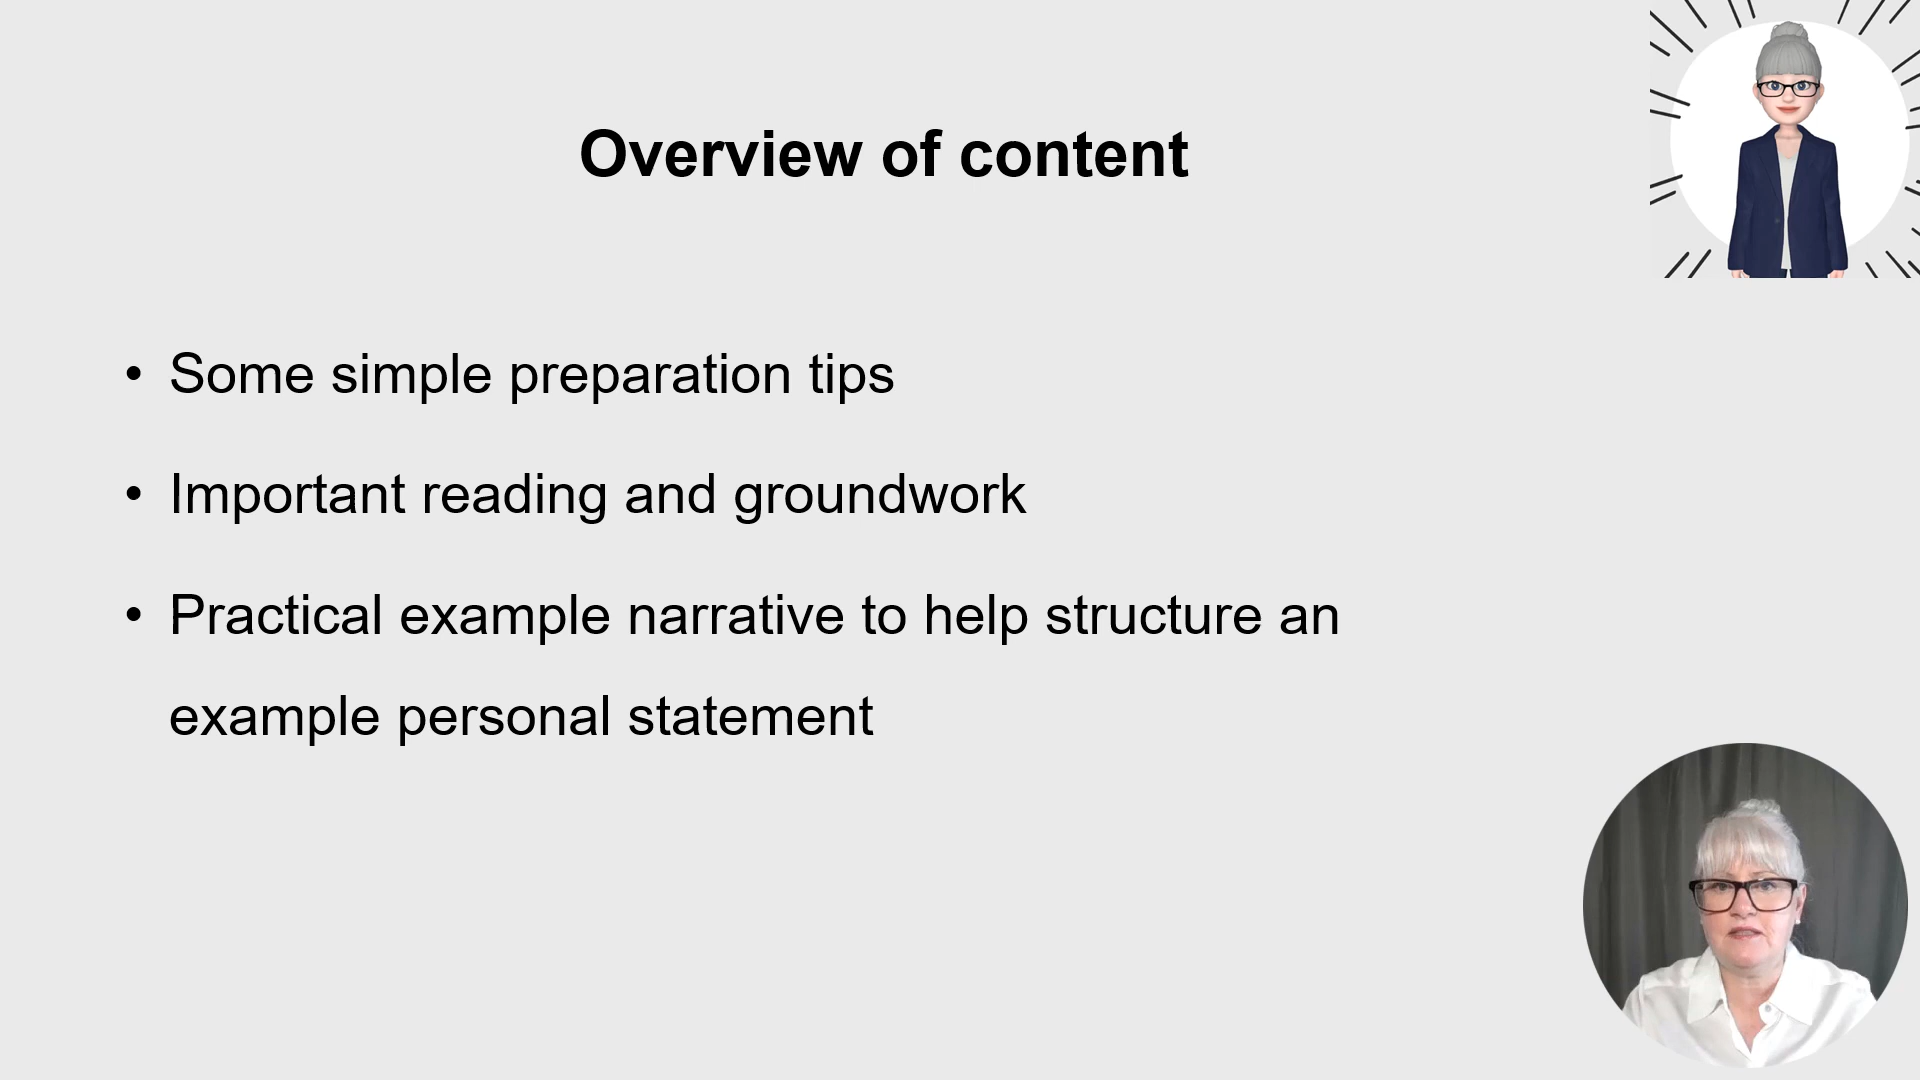 Overview of content
• Some simple preparation tips
• Important reading and groundwork
• Practical example narrative to help structure an
example personal statement